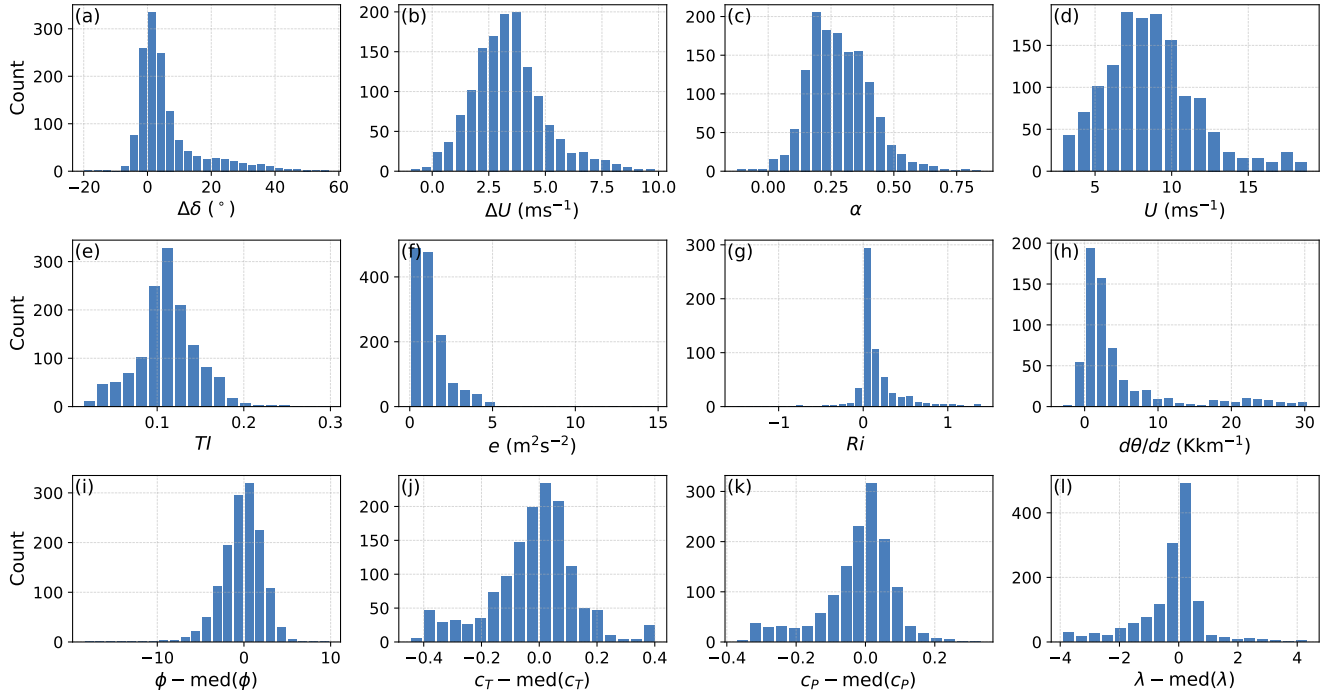 (a) (b) (c) (d)
Count
300
200
100
0
−20 0 20 40 60
Δδ (°)
200
150
100
50
0
0.0 2.5 5.0 7.5 10.0
ΔU (ms⁻¹)
200
150
100
50
0
0.00 0.25 0.50 0.75
α
150
100
50
0
5 10 15
U (ms⁻¹)
(e) (f) (g) (h)
Count
300
200
100
0
0.1 0.2 0.3
TI
400
200
0
0 5 10 15
e (m²s⁻²)
300
200
100
0
−1 0 1
Ri
200
150
100
50
0
0 10 20 30
dθ/dz (Kkm⁻¹)
(i) (j) (k) (l)
Count
300
200
100
0
−10 0 10
ϕ − med(ϕ)
200
150
100
50
0
−0.4 −0.2 0.0 0.2 0.4
c_T − med(c_T)
300
200
100
0
−0.4 −0.2 0.0 0.2
c_P − med(c_P)
400
200
0
−4 −2 0 2 4
λ − med(λ)